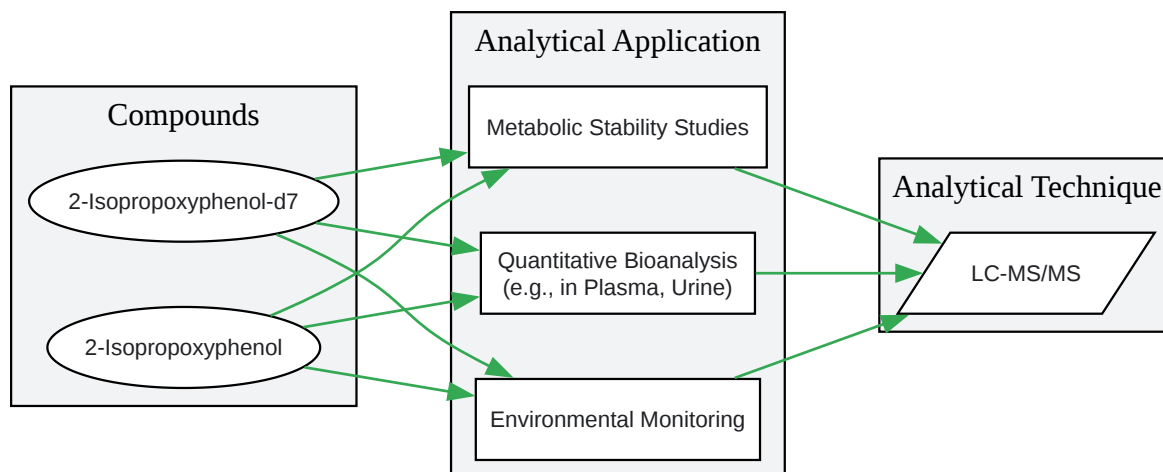 Compounds
2-Isopropoxyphenol-d7
2-Isopropoxyphenol
Analytical Application
Metabolic Stability Studies
Quantitative Bioanalysis
(e.g., in Plasma, Urine)
Environmental Monitoring
Analytical Technique
LC-MS/MS